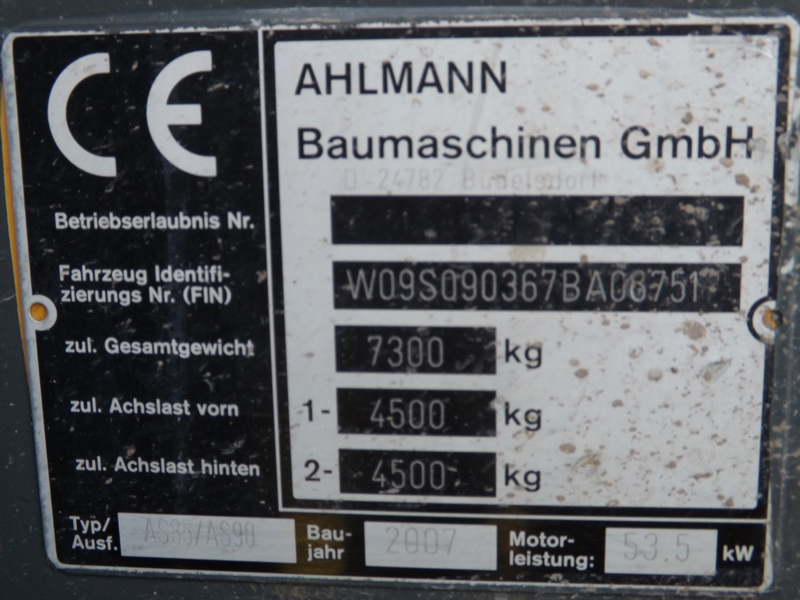 CE
AHLMANN
Baumaschinen GmbH
D-24782 Büdelsdorf
Betriebserlaubnis Nr.
Fahrzeug Identifi-
zierungs Nr. (FIN) W09S090367BA08751
zul. Gesamtgewicht 7300 kg
zul. Achslast vorn 1- 4500 kg
zul. Achslast hinten 2- 4500 kg
Typ/
Ausf. AS85/AS90 Bau-
jahr 2007 Motor-
leistung: 53.5 kW